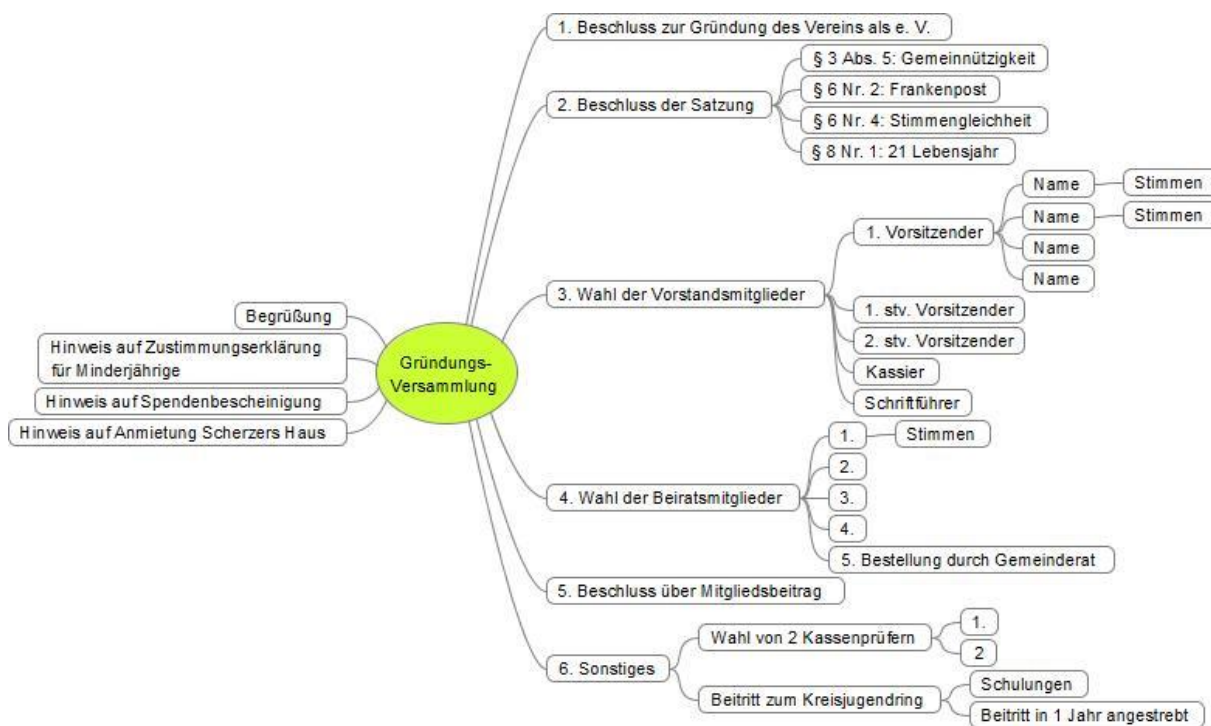 Gründungs-
Versammlung
Begrüßung
Hinweis auf Zustimmungserklärung
für Minderjährige
Hinweis auf Spendenbescheinigung
Hinweis auf Anmietung Scherzers Haus
1. Beschluss zur Gründung des Vereins als e. V.
2. Beschluss der Satzung
§ 3 Abs. 5: Gemeinnützigkeit
§ 6 Nr. 2: Frankenpost
§ 6 Nr. 4: Stimmengleichheit
§ 8 Nr. 1: 21 Lebensjahr
3. Wahl der Vorstandsmitglieder
1. Vorsitzender
Name
Stimmen
Name
Stimmen
Name
Name
1. stv. Vorsitzender
2. stv. Vorsitzender
Kassier
Schriftführer
4. Wahl der Beiratsmitglieder
1.
Stimmen
2.
3.
4.
5. Bestellung durch Gemeinderat
5. Beschluss über Mitgliedsbeitrag
6. Sonstiges
Wahl von 2 Kassenprüfern
1.
2
Beitritt zum Kreisjugendring
Schulungen
Beitritt in 1 Jahr angestrebt